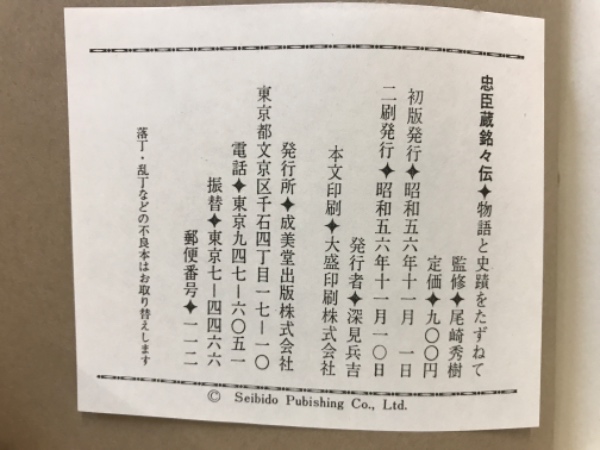 忠臣蔵銘々伝✦物語と史蹟をたずねて
監修✦尾崎秀樹
定価✦九〇〇円
初版発行✦昭和五六年十一月　一日
二刷発行✦昭和五六年十一月一〇日
発行者✦深見兵吉
本文印刷✦大盛印刷株式会社
発行所✦成美堂出版株式会社
東京都文京区千石四丁目一七ー一〇
電話✦東京九四七ー六〇五一
振替✦東京七ー四四六六
郵便番号✦一一二
落丁・乱丁などの不良本はお取り替えします
© Seibido Pubishing Co., Ltd.